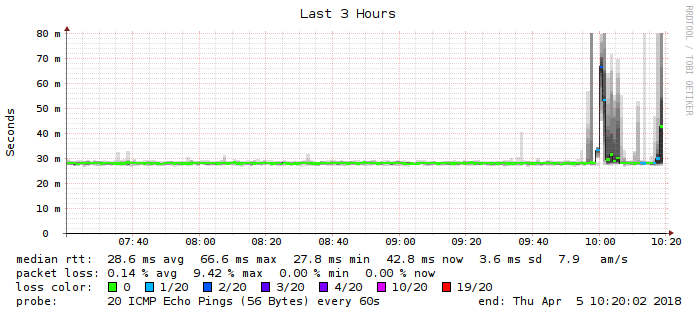 Last 3 Hours
RRDTOOL / TOBI OETIKER
Seconds
80 m
70 m
60 m
50 m
40 m
30 m
20 m
10 m
0
07:40 08:00 08:20 08:40 09:00 09:20 09:40 10:00 10:20
median rtt: 28.6 ms avg 66.6 ms max 27.8 ms min 42.8 ms now 3.6 ms sd 7.9 am/s
packet loss: 0.14 % avg 9.42 % max 0.00 % min 0.00 % now
loss color: 0 1/20 2/20 3/20 4/20 10/20 19/20
probe: 20 ICMP Echo Pings (56 Bytes) every 60s end: Thu Apr 5 10:20:02 2018